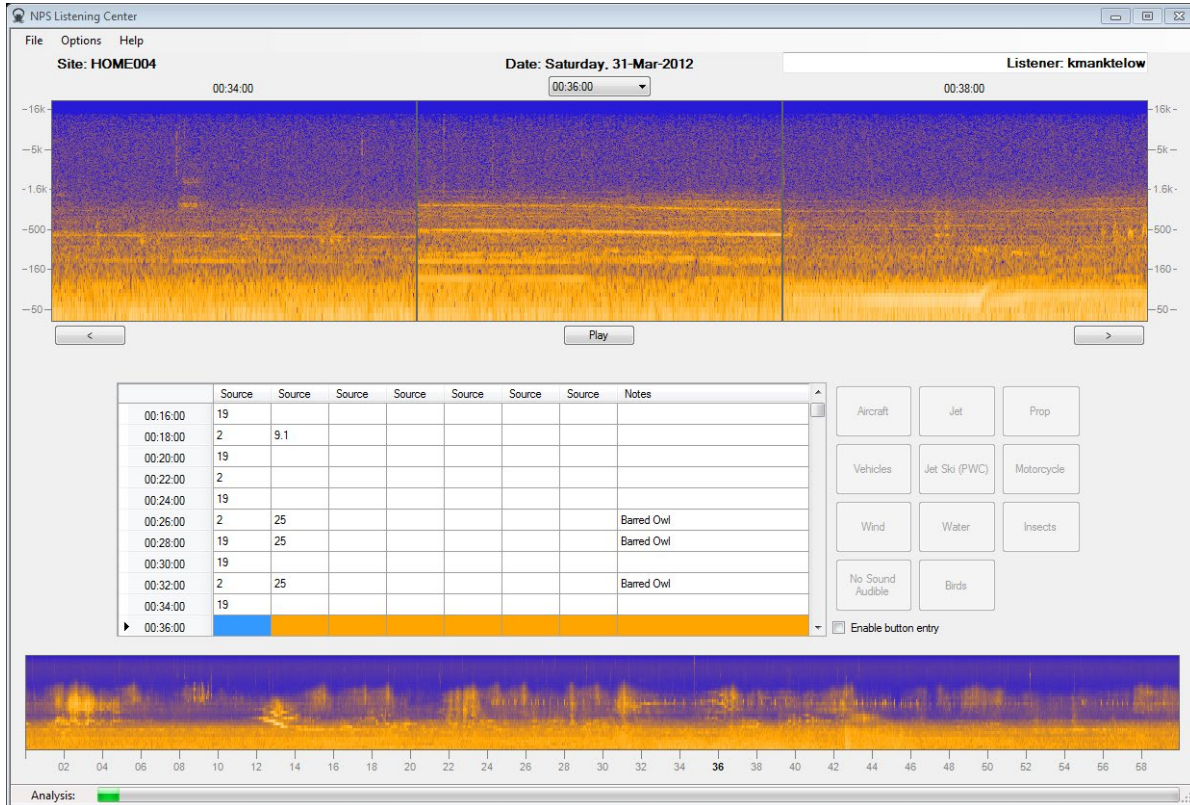 NPS Listening Center
File Options Help
Site: HOME004 Date: Saturday, 31-Mar-2012 Listener: kmanktelow
00:34:00 00:36:00 00:38:00
16k 16k
5k 5k
1.6k 1.6k
500 500
160 160
50 50
< Play >
Source Source Source Source Source Source Source Notes
00:16:00 19
00:18:00 2 9.1
00:20:00 19
00:22:00 2
00:24:00 19
00:26:00 2 25 Barred Owl
00:28:00 19 25 Barred Owl
00:30:00 19
00:32:00 2 25 Barred Owl
00:34:00 19
00:36:00
Aircraft Jet Prop
Vehicles Jet Ski (PWC) Motorcycle
Wind Water Insects
No Sound
Audible Birds
Enable button entry
02 04 06 08 10 12 14 16 18 20 22 24 26 28 30 32 34 36 38 40 42 44 46 48 50 52 54 56 58
Analysis: